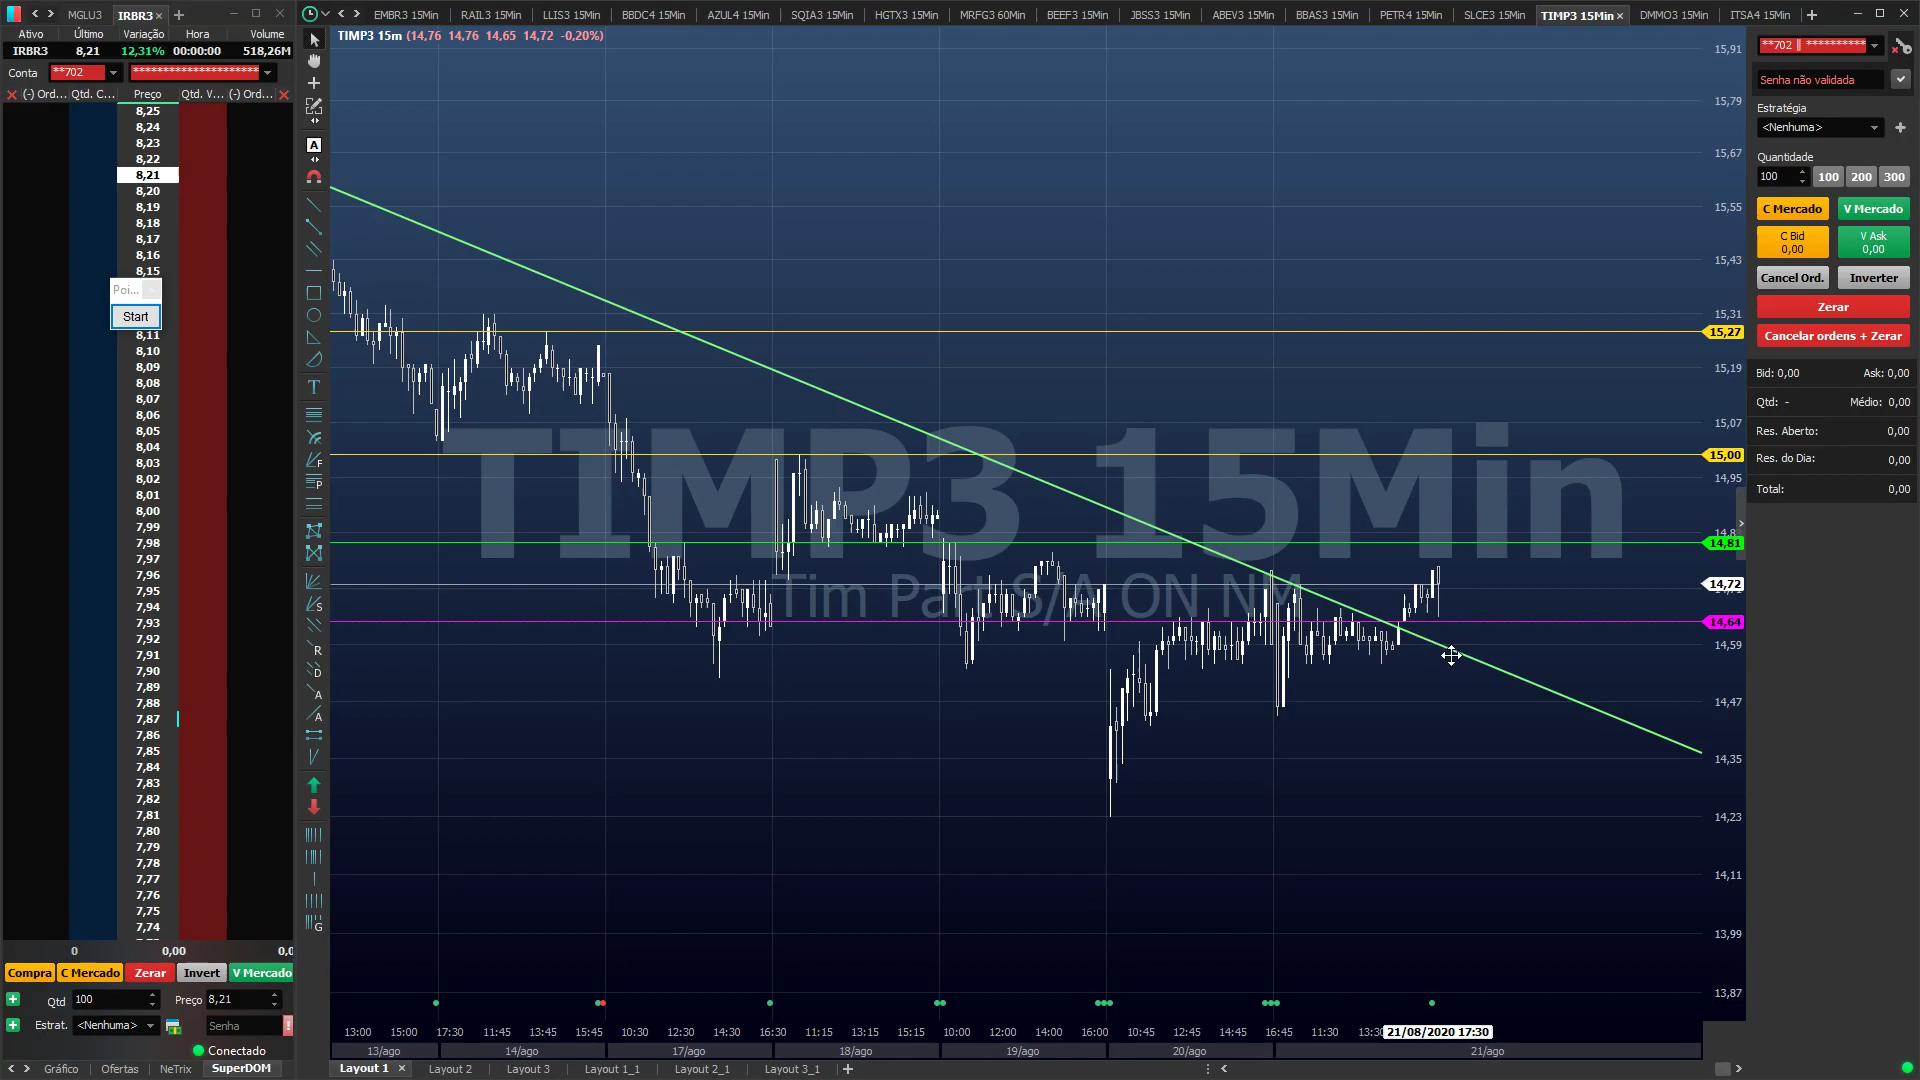 MGLU3 IRBR3
Ativo Último Variação Hora Volume
IRBR3 8,21 12,31% 00:00:00 518,26M
Conta **702 **********************
(-) Ord... Qtd. C... Preço Qtd. V... (-) Ord...
8,25
8,24
8,23
8,22
8,21
8,20
8,19
8,18
8,17
8,16
8,15
Poi...
Start
8,11
8,10
8,09
8,08
8,07
8,06
8,05
8,04
8,03
8,02
8,01
8,00
7,99
7,98
7,97
7,96
7,95
7,94
7,93
7,92
7,91
7,90
7,89
7,88
7,87
7,86
7,85
7,84
7,83
7,82
7,81
7,80
7,79
7,78
7,77
7,76
7,75
7,74
0 0,00 0,0
Compra C Mercado Zerar Invert V Mercado
Qtd 100 Preço 8,21
Estrat. <Nenhuma> Senha
Conectado
Gráfico Ofertas NeTrix SuperDOM
EMBR3 15Min RAIL3 15Min LLIS3 15Min BBDC4 15Min AZUL4 15Min SQIA3 15Min HGTX3 15Min MRFG3 60Min BEEF3 15Min JBSS3 15Min ABEV3 15Min BBAS3 15Min PETR4 15Min SLCE3 15Min TIMP3 15Min DMMO3 15Min ITSA4 15Min
TIMP3 15m (14,76 14,76 14,65 14,72 -0,20%)
TIMP3 15Min
Tim Part S/A ON NM
15,91
15,79
15,67
15,55
15,43
15,31
15,27
15,19
15,07
15,00
14,95
14,81
14,72
14,64
14,59
14,47
14,35
14,23
14,11
13,99
13,87
13:00 15:00 17:30 11:45 13:45 15:45 10:30 12:30 14:30 16:30 11:15 13:15 15:15 10:00 12:00 14:00 16:00 10:45 12:45 14:45 16:45 11:30 13:30 21/08/2020 17:30
13/ago 14/ago 17/ago 18/ago 19/ago 20/ago 21/ago
Layout 1 Layout 2 Layout 3 Layout 1_1 Layout 2_1 Layout 3_1
**702 || **********
Senha não validada
Estratégia
<Nenhuma>
Quantidade
100 100 200 300
C Mercado V Mercado
C Bid V Ask
0,00 0,00
Cancel Ord. Inverter
Zerar
Cancelar ordens + Zerar
Bid: 0,00 Ask: 0,00
Qtd: - Médio: 0,00
Res. Aberto: 0,00
Res. do Dia: 0,00
Total: 0,00